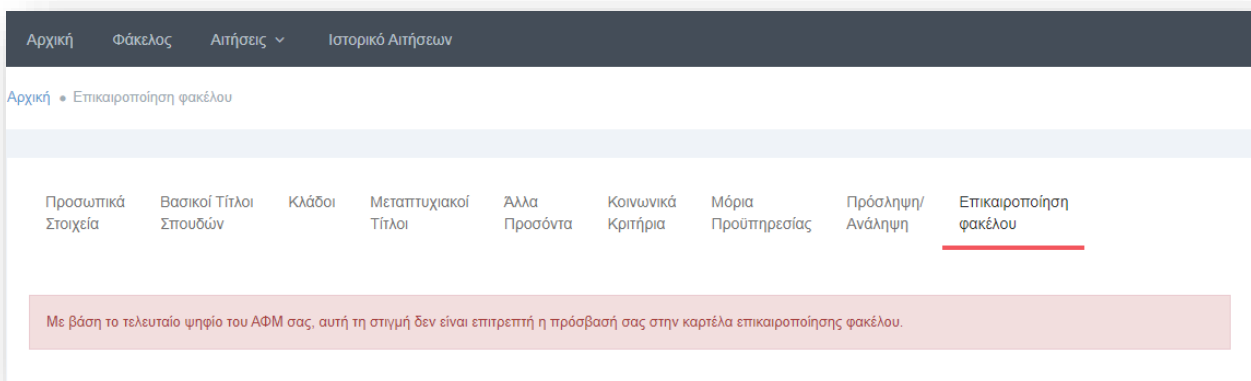 Αρχική Φάκελος Αιτήσεις Ιστορικό Αιτήσεων
Αρχική • Επικαιροποίηση φακέλου
Προσωπικά Στοιχεία
Βασικοί Τίτλοι Σπουδών
Κλάδοι
Μεταπτυχιακοί Τίτλοι
Άλλα Προσόντα
Κοινωνικά Κριτήρια
Μόρια Προϋπηρεσίας
Πρόσληψη/ Ανάληψη
Επικαιροποίηση φακέλου
Με βάση το τελευταίο ψηφίο του ΑΦΜ σας, αυτή τη στιγμή δεν είναι επιτρεπτή η πρόσβασή σας στην καρτέλα επικαιροποίησης φακέλου.